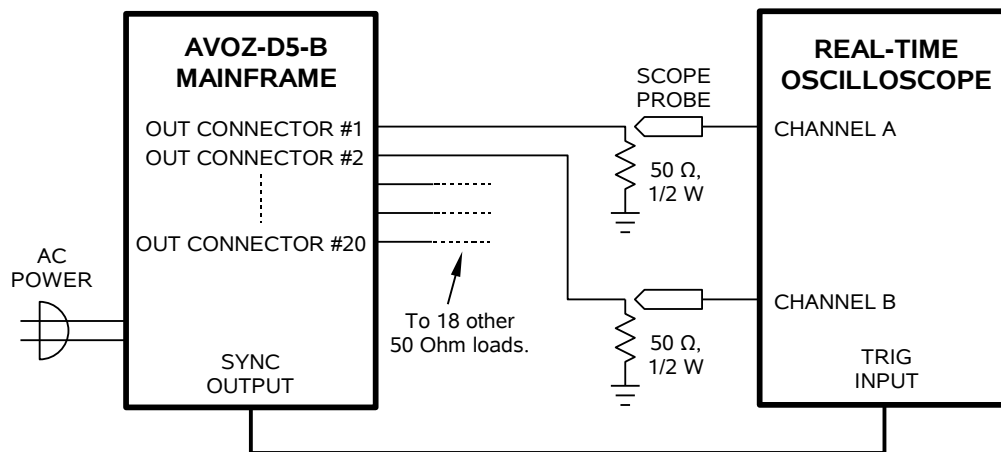 AVOZ-D5-B
MAINFRAME
OUT CONNECTOR #1
OUT CONNECTOR #2
OUT CONNECTOR #20
AC
POWER
SYNC
OUTPUT
To 18 other
50 Ohm loads.
SCOPE
PROBE
50 Ω,
1/2 W
50 Ω,
1/2 W
REAL-TIME
OSCILLOSCOPE
CHANNEL A
CHANNEL B
TRIG
INPUT